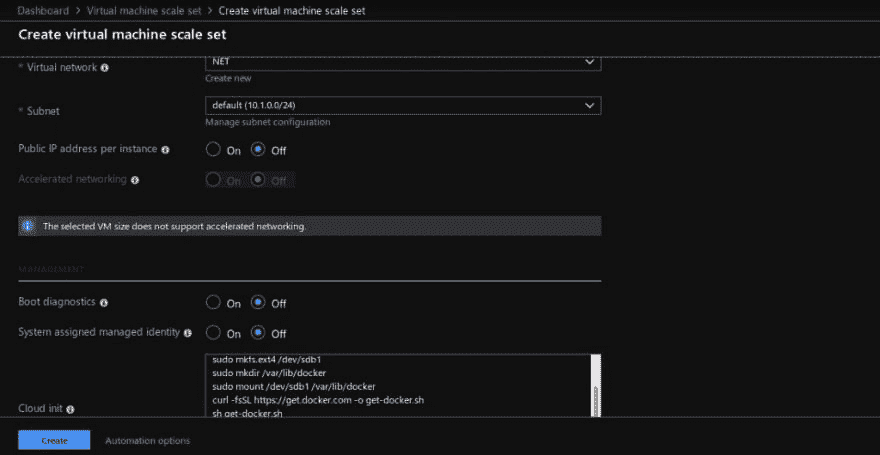 Dashboard > Virtual machine scale set > Create virtual machine scale set
Create virtual machine scale set
* Virtual network
NET
Create new
* Subnet
default (10.1.0.0/24)
Manage subnet configuration
Public IP address per instance
On Off
Accelerated networking
On Off
The selected VM size does not support accelerated networking.
MANAGEMENT
Boot diagnostics
On Off
System assigned managed identity
On Off
sudo mkfs.ext4 /dev/sdb1
sudo mkdir /var/lib/docker
sudo mount /dev/sdb1 /var/lib/docker
curl -fsSL https://get.docker.com -o get-docker.sh
Cloud init
sh get-docker.sh
Create
Automation options